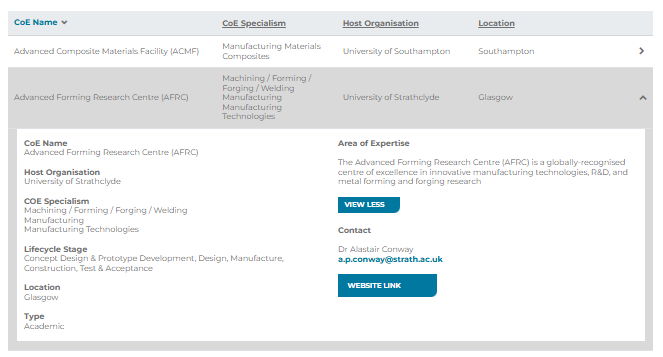 CoE Name
CoE Specialism
Host Organisation
Location
Advanced Composite Materials Facility (ACMF)
Manufacturing Materials
Composites
University of Southampton
Southampton
Advanced Forming Research Centre (AFRC)
Machining / Forming /
Forging / Welding
Manufacturing
Manufacturing
Technologies
University of Strathclyde
Glasgow
CoE Name
Advanced Forming Research Centre (AFRC)
Host Organisation
University of Strathclyde
COE Specialism
Machining / Forming / Forging / Welding
Manufacturing
Manufacturing Technologies
Lifecycle Stage
Concept Design & Prototype Development, Design, Manufacture,
Construction, Test & Acceptance
Location
Glasgow
Type
Academic
Area of Expertise
The Advanced Forming Research Centre (AFRC) is a globally-recognised
centre of excellence in innovative manufacturing technologies, R&D, and
metal forming and forging research
VIEW LESS
Contact
Dr Alastair Conway
a.p.conway@strath.ac.uk
WEBSITE LINK